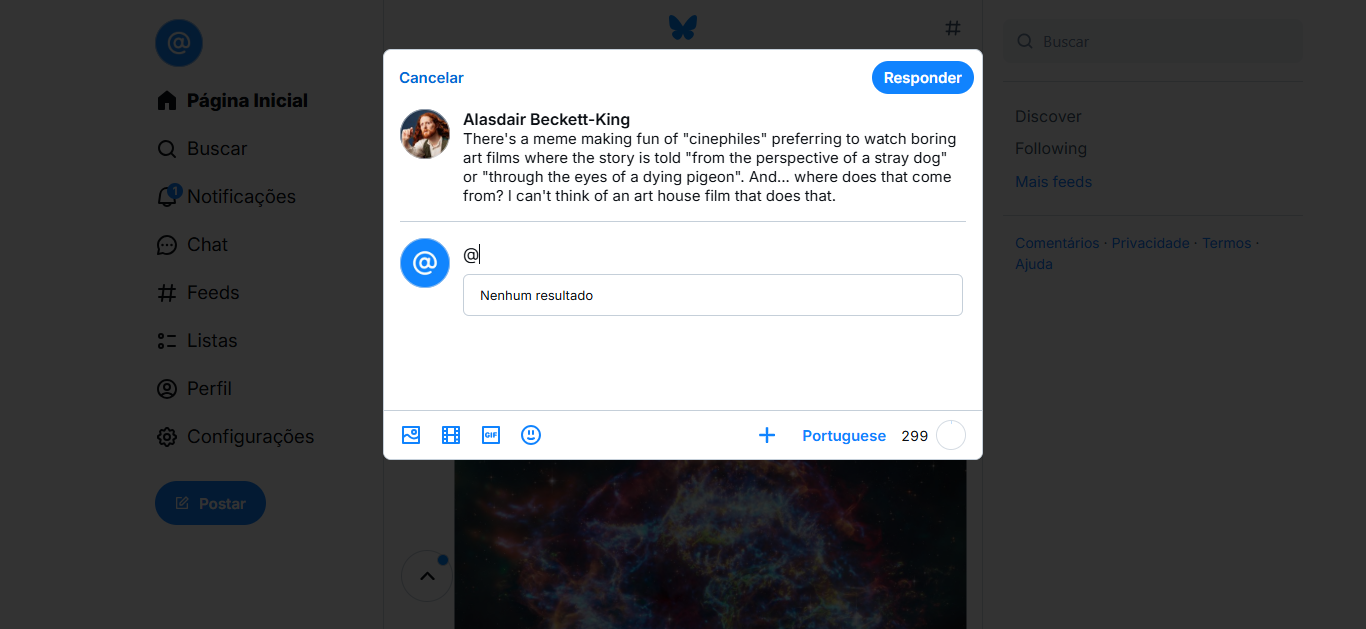 @
Página Inicial
Buscar
1
Notificações
Chat
Feeds
Listas
Perfil
Configurações
Postar
#
Cancelar
Responder
Alasdair Beckett-King
There's a meme making fun of "cinephiles" preferring to watch boring
art films where the story is told "from the perspective of a stray dog"
or "through the eyes of a dying pigeon". And... where does that come
from? I can't think of an art house film that does that.
@
@
Nenhum resultado
GIF
+
Portuguese
299
Buscar
Discover
Following
Mais feeds
Comentários · Privacidade · Termos ·
Ajuda